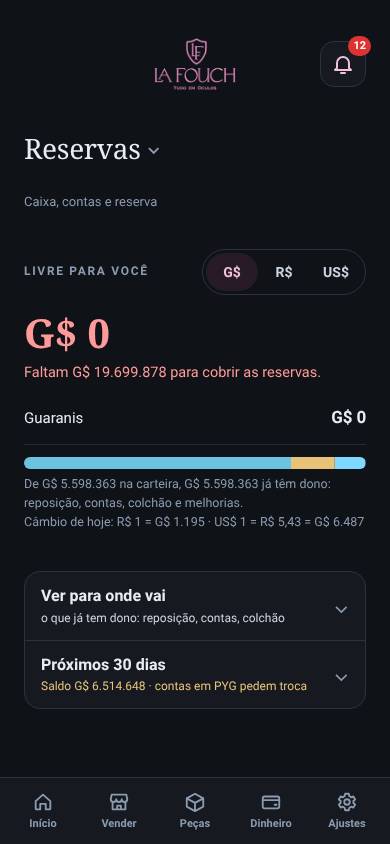 LF
LA FOUCH
Tudo em Óculos
12
Reservas
Caixa, contas e reserva
LIVRE PARA VOCÊ
G$ R$ US$
G$ 0
Faltam G$ 19.699.878 para cobrir as reservas.
Guaranis G$ 0
De G$ 5.598.363 na carteira, G$ 5.598.363 já têm dono:
reposição, contas, colchão e melhorias.
Câmbio de hoje: R$ 1 = G$ 1.195 · US$ 1 = R$ 5,43 = G$ 6.487
Ver para onde vai
o que já tem dono: reposição, contas, colchão
Próximos 30 dias
Saldo G$ 6.514.648 · contas em PYG pedem troca
Início Vender Peças Dinheiro Ajustes